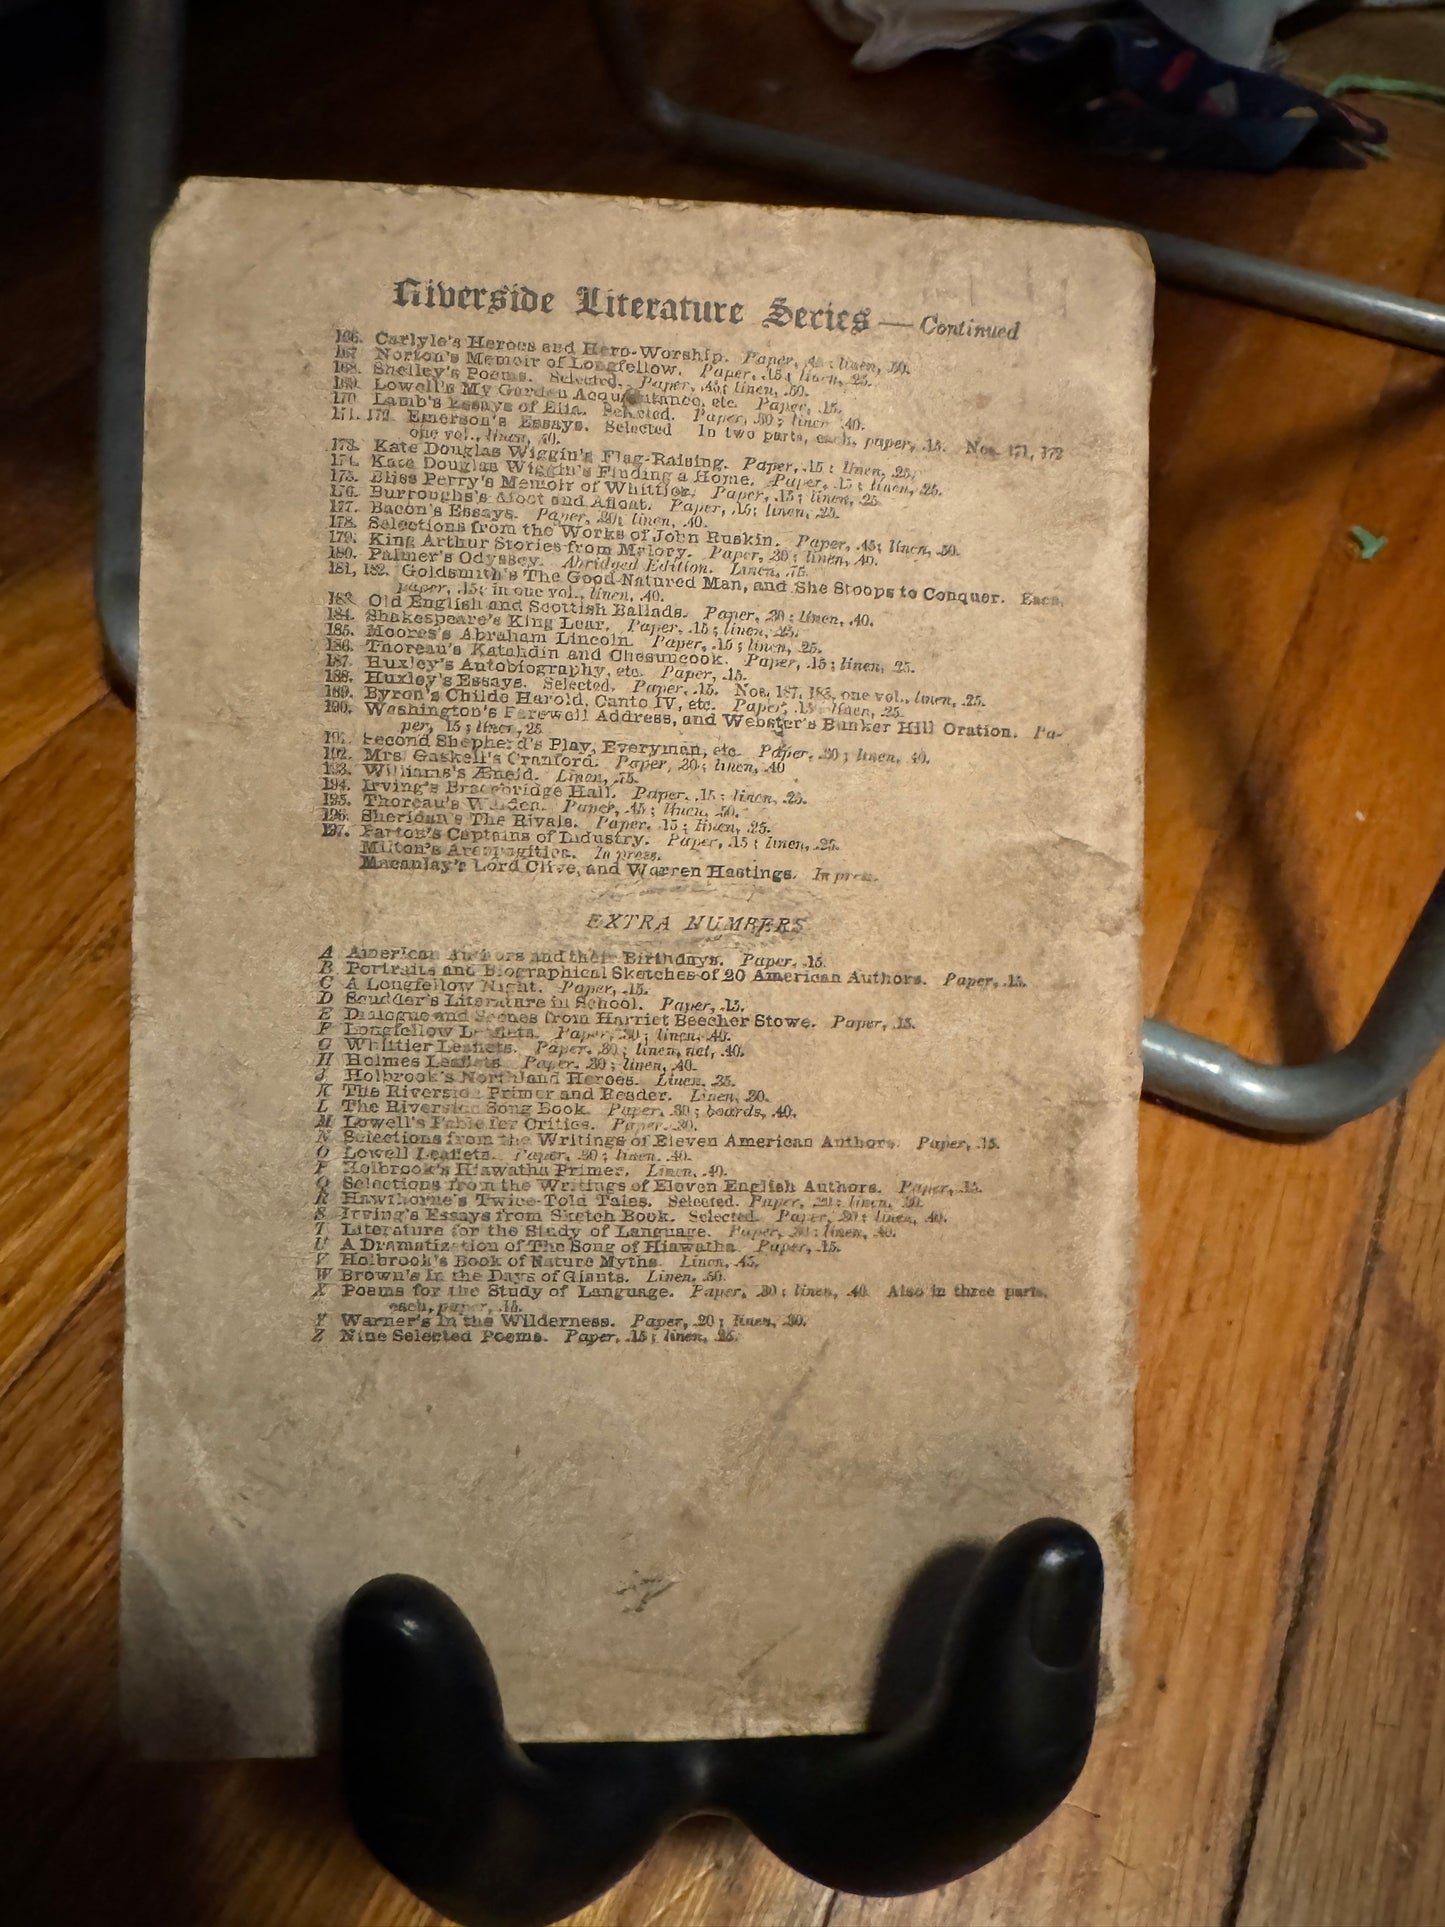 Riverside Literature Series — Continued
166. Carlyle's Heroes and Hero-Worship. Paper, linen, .50.
167. Norton's Memoir of Longfellow. Paper, .15; linen, .25.
168. Shelley's Poems. Selected. Paper, .45; linen, .50.
169. Lowell's My Garden Acquaintance, etc. Paper, .15.
170. Lamb's Essays of Elia. Selected. Paper, .30; linen .40.
171, 172. Emerson's Essays. Selected In two parts, each, paper, .15. Nos. 171, 172
one vol., linen, .40.
173. Kate Douglas Wiggin's Flag-Raising. Paper, .15; linen, .25.
174. Kate Douglas Wiggin's Finding a Home. Paper, .15; linen, .25.
175. Bliss Perry's Memoir of Whittier. Paper, .15; linen, .25.
176. Burroughs's Afoot and Afloat. Paper, .15; linen, .25.
177. Bacon's Essays. Paper, .30; linen, .40.
178. Selections from the Works of John Ruskin. Paper, .45; linen, .50.
179. King Arthur Stories from Malory. Paper, .30; linen, .40.
180. Palmer's Odyssey. Abridged Edition. Linen, .75.
181, 182. Goldsmith's The Good-Natured Man, and She Stoops to Conquer. Each,
paper, .15; in one vol., linen, .40.
183. Old English and Scottish Ballads. Paper, .30; linen, .40.
184. Shakespeare's King Lear. Paper, .15; linen, .25.
185. Moores's Abraham Lincoln. Paper, .15; linen, .25.
186. Thoreau's Katahdin and Chesuncook. Paper, .15; linen, .25.
187. Huxley's Autobiography, etc. Paper, .15.
188. Huxley's Essays. Selected. Paper, .15. Nos. 187, 188, one vol., linen, .25.
189. Byron's Childe Harold, Canto IV, etc. Paper, .15 linen, .25.
190. Washington's Farewell Address, and Webster's Bunker Hill Oration. Pa-
per, .15; linen, .25
191. Second Shepherd's Play, Everyman, etc. Paper, .30; linen, .40.
192. Mrs. Gaskell's Cranford. Paper, .30; linen, .40
193. Williams's Æneid. Linen, .75.
194. Irving's Bracebridge Hall. Paper, .15; linen, .25.
195. Thoreau's Walden. Paper, .45; linen, .50.
196. Sheridan's The Rivals. Paper, .15; linen, .25.
197. Parton's Captains of Industry. Paper, .15; linen, .25.
Milton's Areopagitica. In press.
Macaulay's Lord Clive, and Warren Hastings. In press.
EXTRA NUMBERS
A American Authors and their Birthdays. Paper, .15.
B Portraits and Biographical Sketches of 20 American Authors. Paper, .15.
C A Longfellow Night. Paper, .15.
D Scudder's Literature in School. Paper, .15.
E Dialogue and Scenes from Harriet Beecher Stowe. Paper, .15.
F Longfellow Leaflets. Paper, .30; linen, .40.
G Whittier Leaflets. Paper, .30; linen, net, .40.
H Holmes Leaflets Paper, .30; linen, .40.
J Holbrook's Northland Heroes. Linen, .35.
K The Riverside Primer and Reader. Linen, .30.
L The Riverside Song Book. Paper, .30; boards, .40.
M Lowell's Fable for Critics. Paper, .30.
N Selections from the Writings of Eleven American Authors. Paper, .15.
O Lowell Leaflets. Paper, .30; linen, .40.
P Holbrook's Hiawatha Primer. Linen, .40.
Q Selections from the Writings of Eleven English Authors. Paper, .15.
R Hawthorne's Twice-Told Tales. Selected. Paper, linen,
S Irving's Essays from Sketch Book. Selected. Paper, .30; linen, .40.
T Literature for the Study of Language. Paper, .30; linen, .40.
U A Dramatization of The Song of Hiawatha. Paper, .15.
V Holbrook's Book of Nature Myths. Linen, .45.
W Brown's In the Days of Giants. Linen, .50.
X Poems for the Study of Language. Paper, .30; linen, .40 Also in three parts,
each, paper, .15.
Y Warner's In the Wilderness. Paper, .20; linen, .30.
Z Nine Selected Poems. Paper, .15; linen, .25.